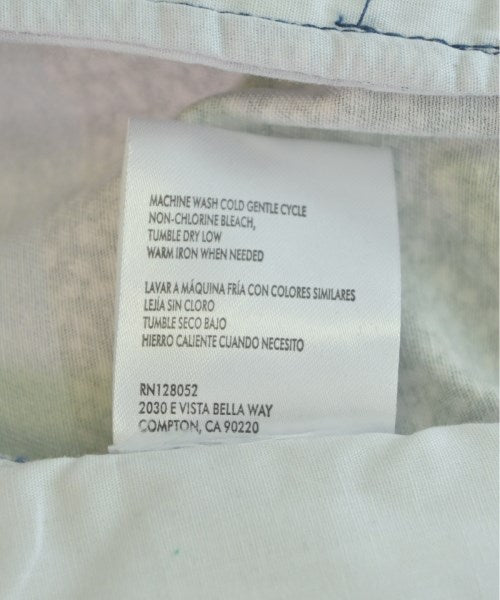 MACHINE WASH COLD GENTLE CYCLE
NON-CHLORINE BLEACH,
TUMBLE DRY LOW
WARM IRON WHEN NEEDED
LAVAR A MÁQUINA FRÍA CON COLORES SIMILARES
LEJÍA SIN CLORO
TUMBLE SECO BAJO
HIERRO CALIENTE CUANDO NECESITO
RN128052
2030 E VISTA BELLA WAY
COMPTON, CA 90220